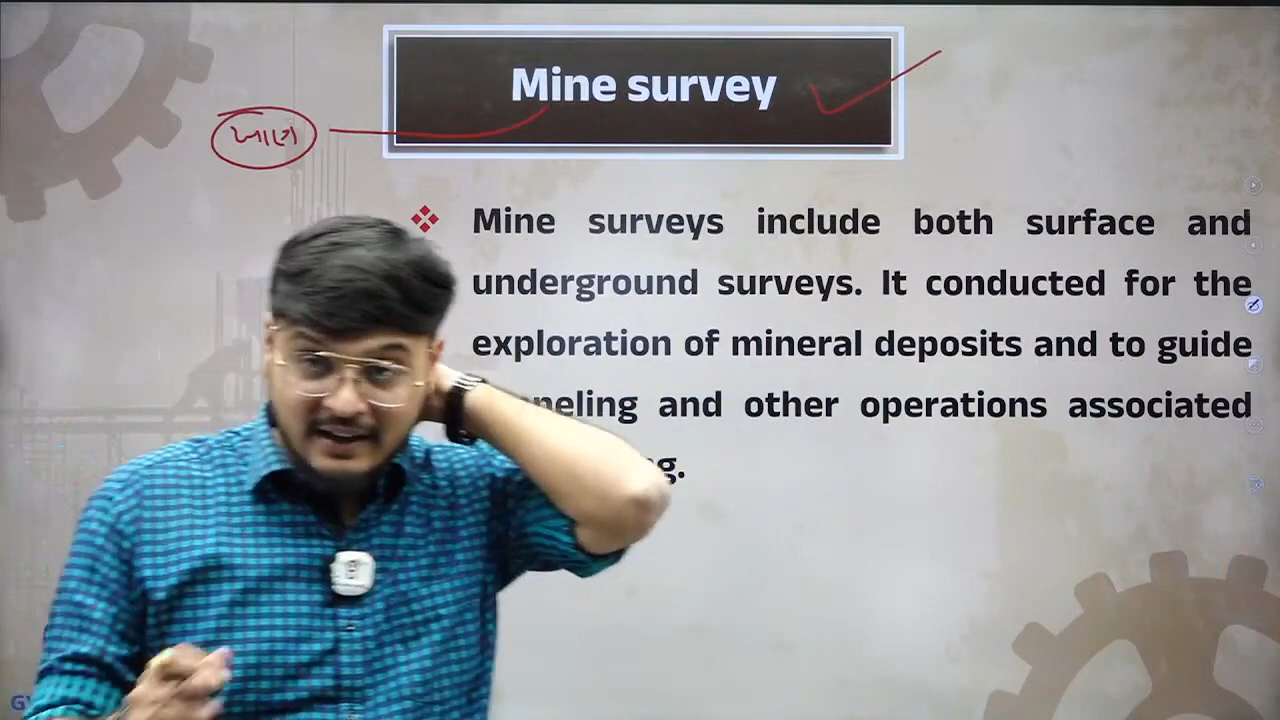 Mine survey
ખાણ
Mine surveys include both surface and
underground surveys. It conducted for the
exploration of mineral deposits and to guide
neling and other operations associated
g.